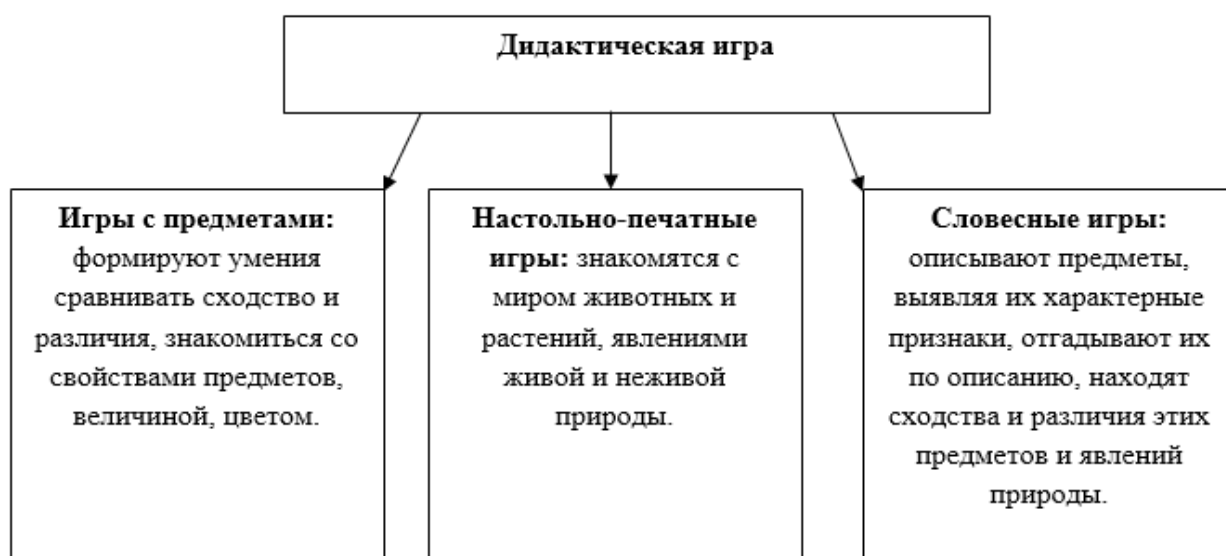 Дидактическая игра
Игры с предметами:
формируют умения
сравнивать сходство и
различия, знакомиться со
свойствами предметов,
величиной, цветом.
Настольно-печатные
игры: знакомятся с
миром животных и
растений, явлениями
живой и неживой
природы.
Словесные игры:
описывают предметы,
выявляя их характерные
признаки, отгадывают их
по описанию, находят
сходства и различия этих
предметов и явлений
природы.